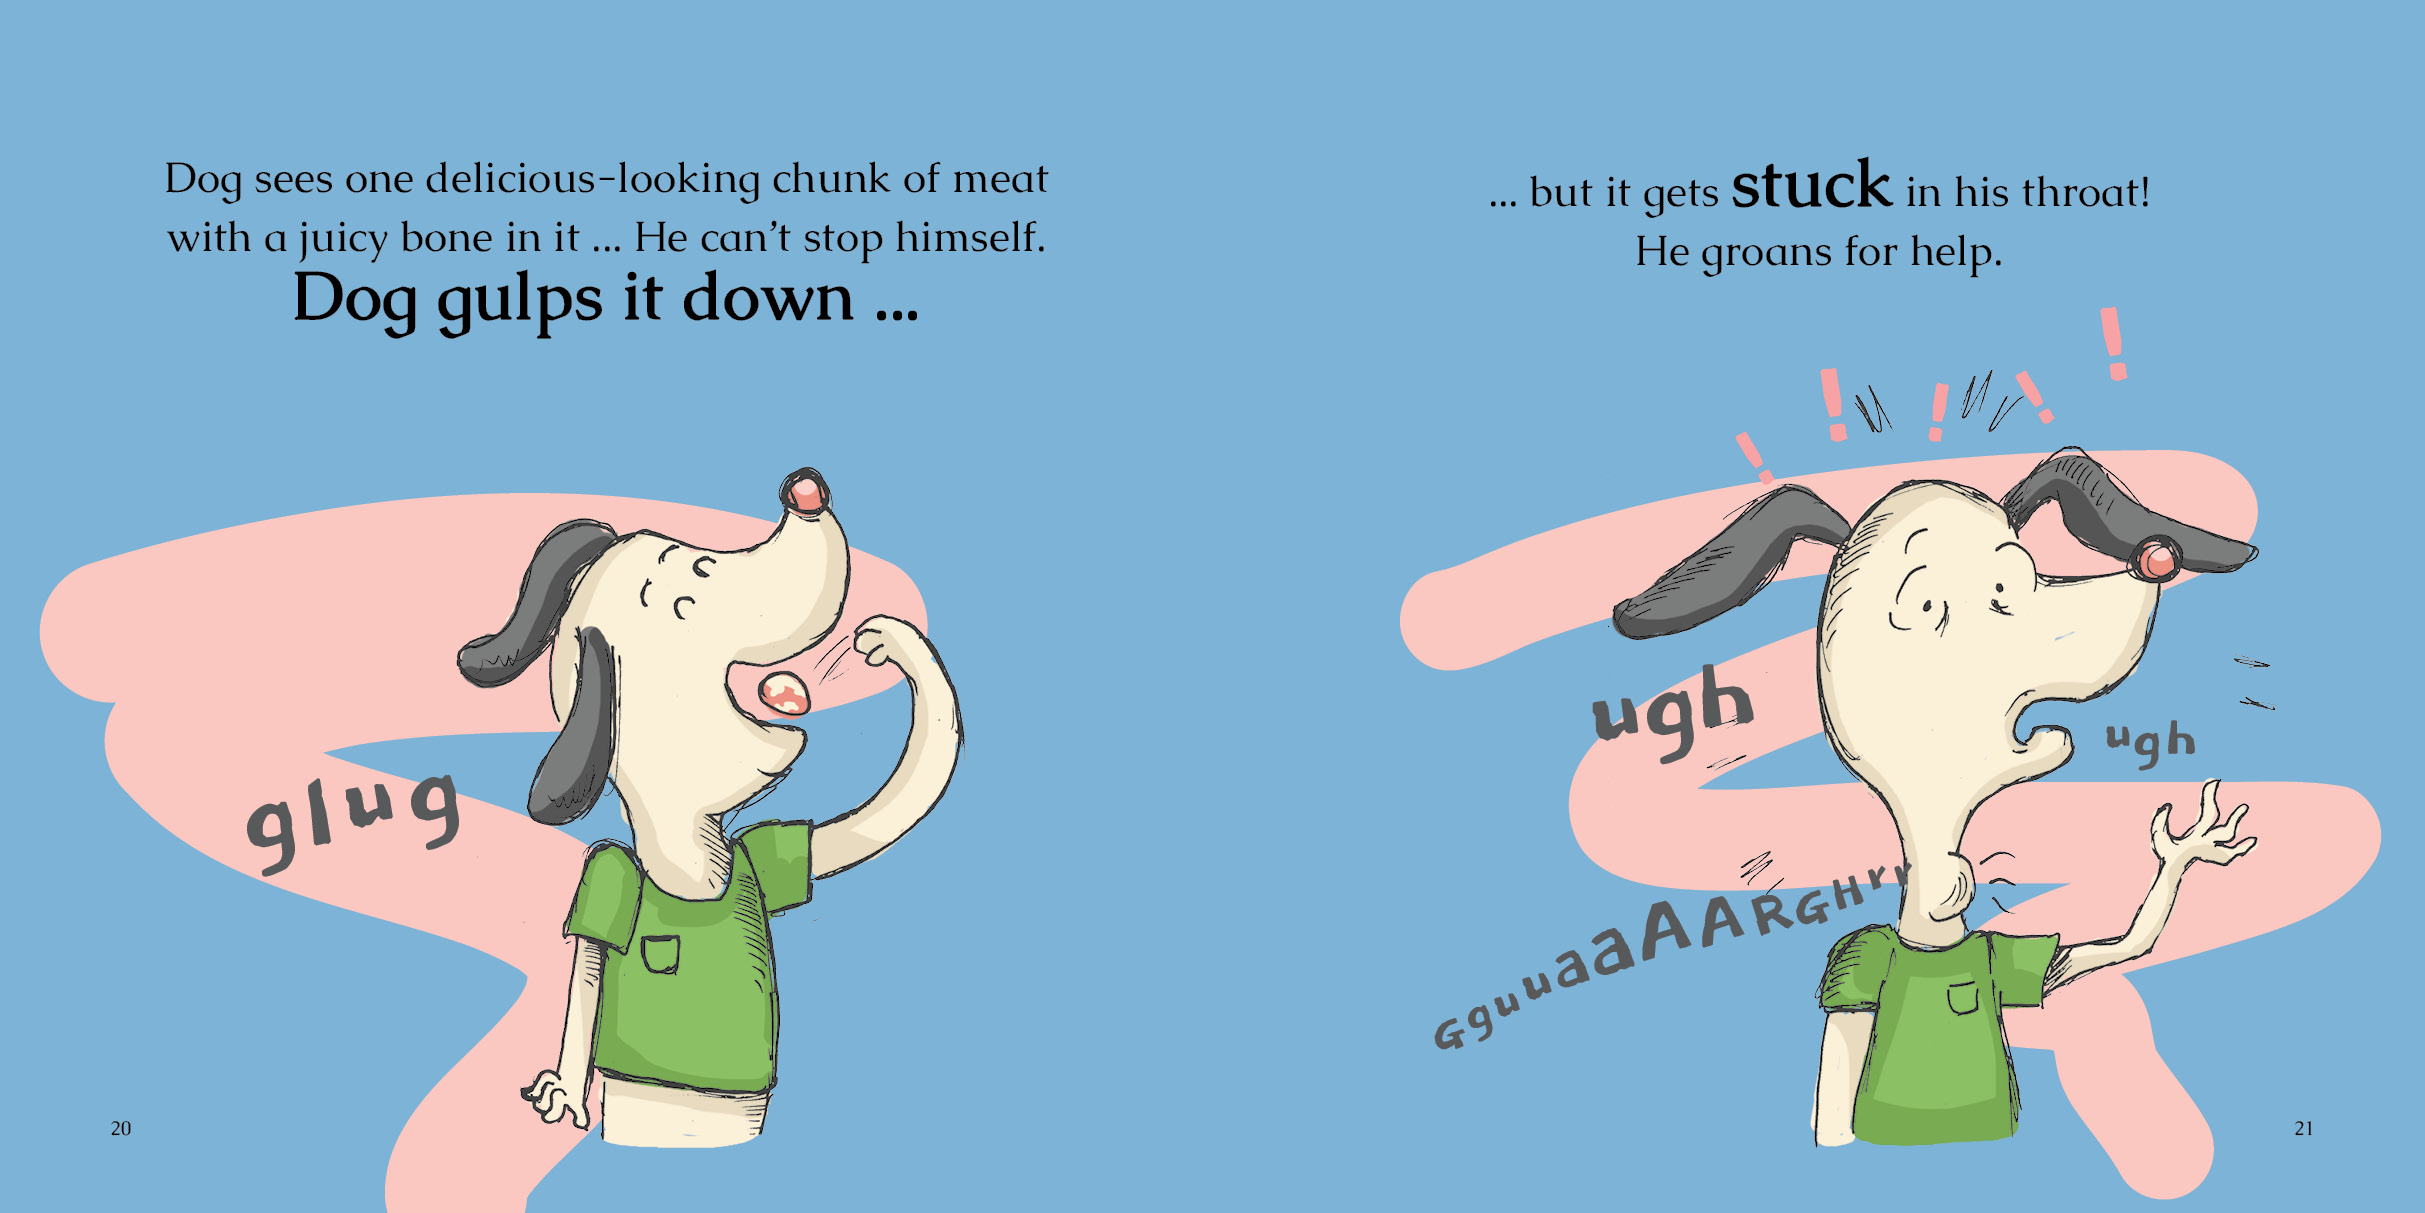 Dog sees one delicious-looking chunk of meat
with a juicy bone in it ... He can’t stop himself.
Dog gulps it down ...
glug
20
... but it gets stuck in his throat!
He groans for help.
! ! ! ! !
ugh
ugh
GguuaaAARGHrr
21